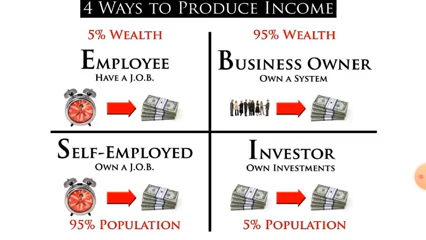 4 Ways to Produce Income
5% Wealth
95% Wealth
Employee
Have a J.O.B.
Business Owner
Own a System
Self-Employed
Own a J.O.B.
Investor
Own Investments
95% Population
5% Population